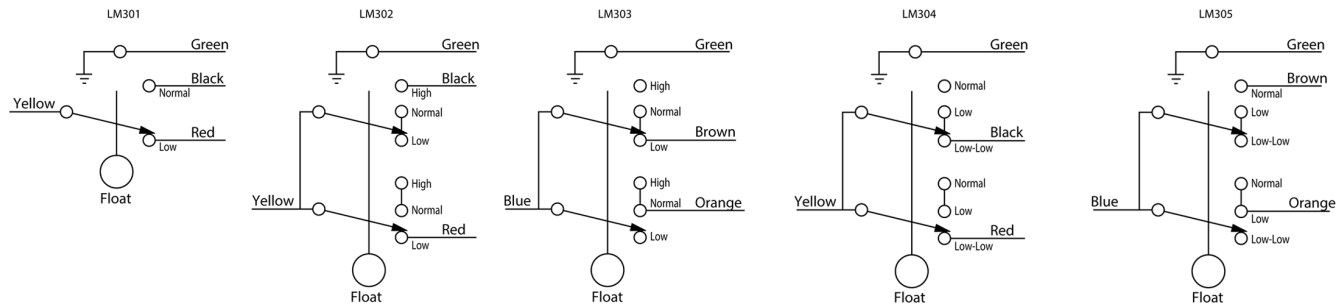 LM301
Green
Black
Normal
Yellow
Red
Low
Float
LM302
Green
Black
High
Normal
Low
High
Yellow
Normal
Red
Low
Float
LM303
Green
High
Normal
Brown
Low
High
Blue
Normal
Orange
Low
Float
LM304
Green
Normal
Low
Black
Low-Low
Normal
Yellow
Low
Red
Low-Low
Float
LM305
Green
Brown
Normal
Low
Low-Low
Normal
Blue
Orange
Low
Low-Low
Float